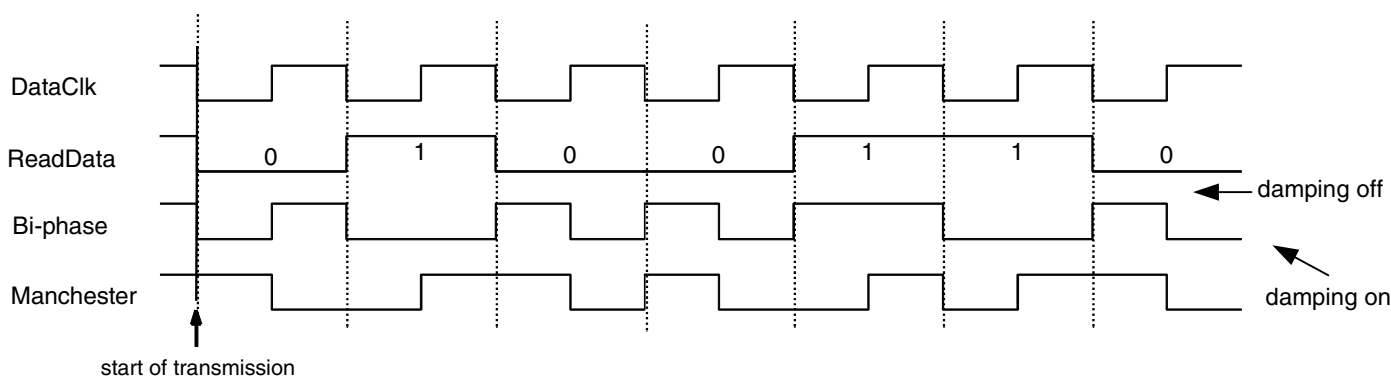 DataClk
ReadData 0 1 0 0 1 1 0
damping off
Bi-phase
Manchester
damping on
start of transmission